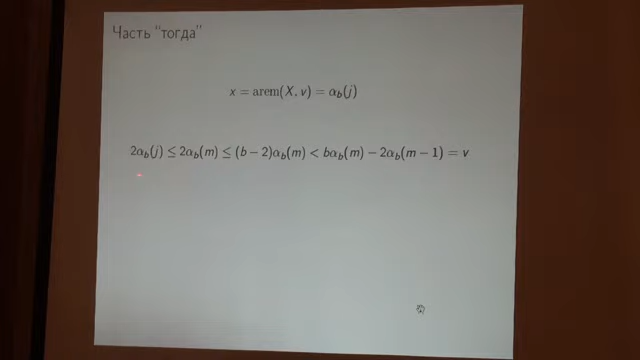 Часть "тогда"
x = arem(X, v) = α_b(j)
2α_b(j) ≤ 2α_b(m) ≤ (b − 2)α_b(m) < bα_b(m) − 2α_b(m − 1) = v